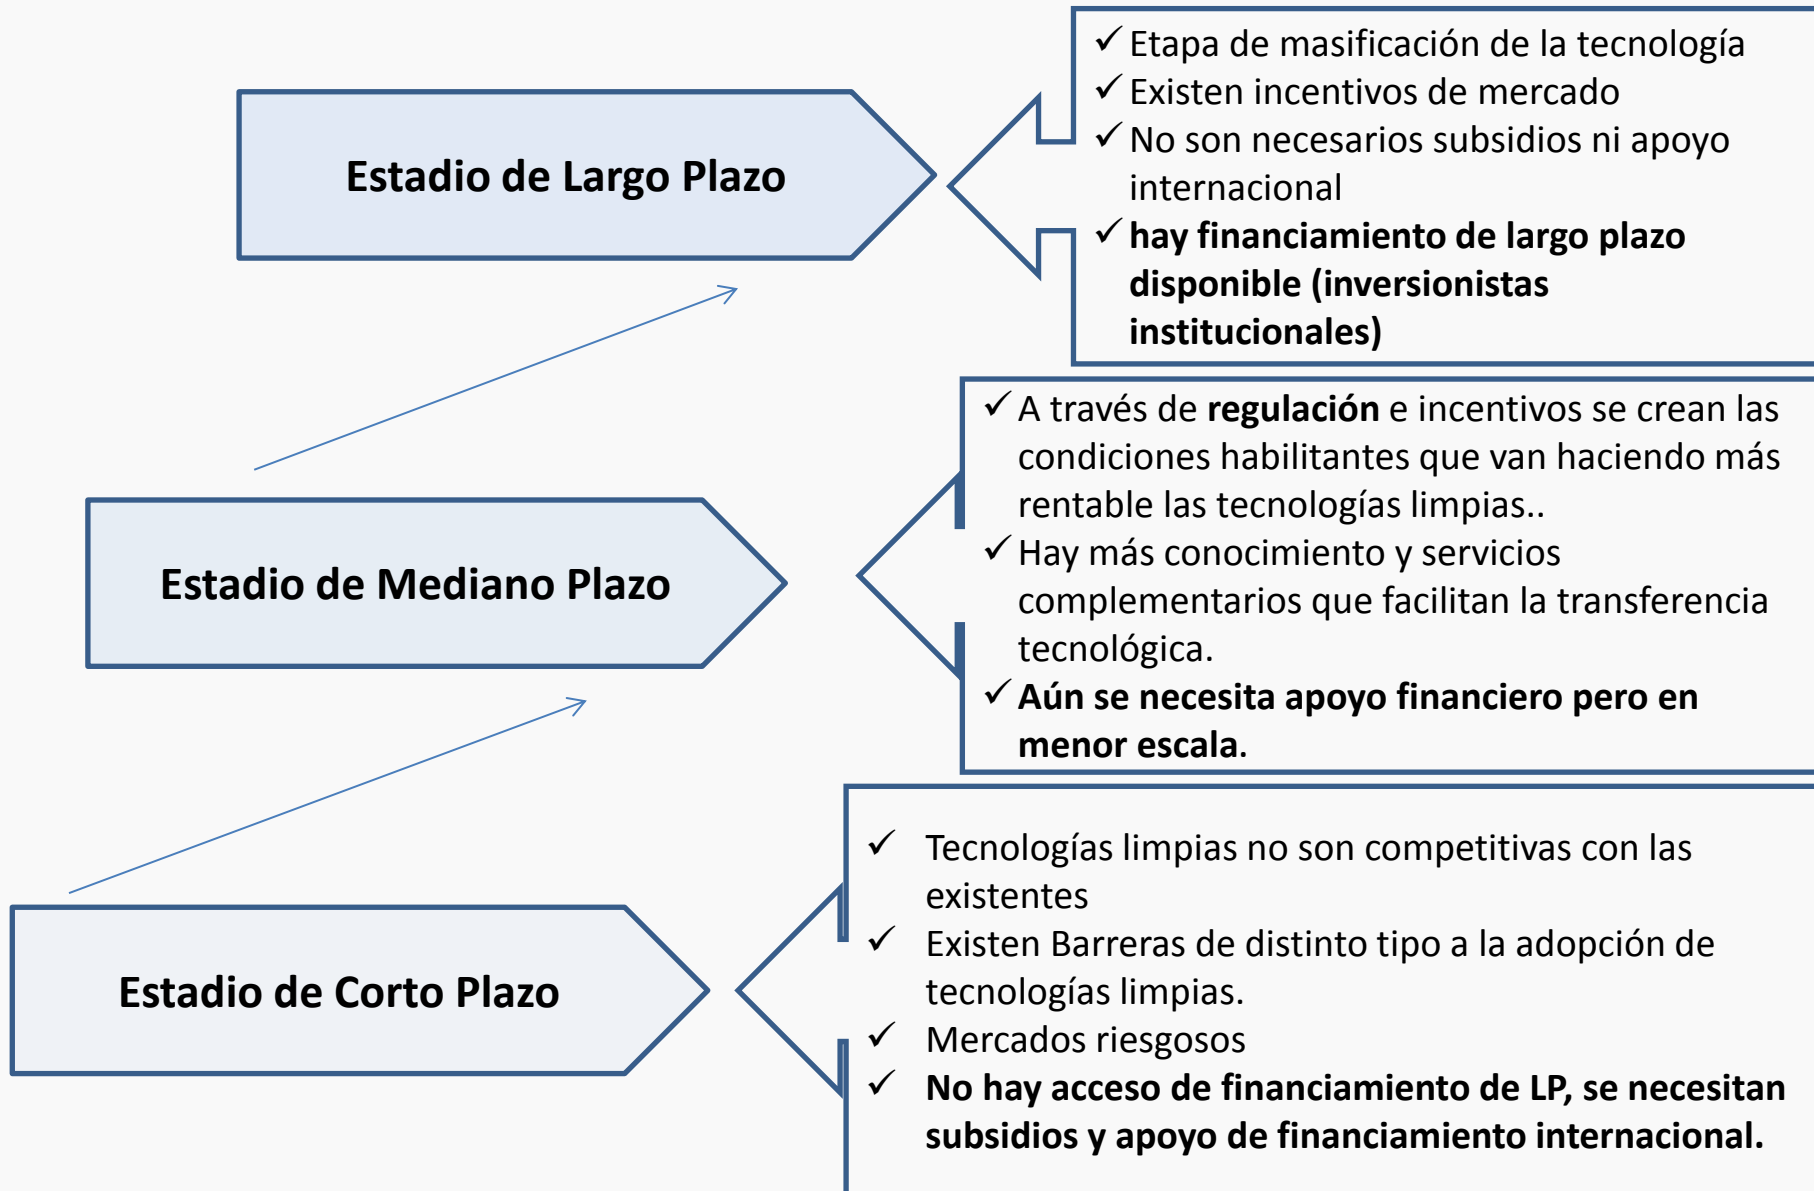 Estadio de Largo Plazo
✓ Etapa de masificación de la tecnología
✓ Existen incentivos de mercado
✓ No son necesarios subsidios ni apoyo
internacional
✓ hay financiamiento de largo plazo
disponible (inversionistas
institucionales)
Estadio de Mediano Plazo
✓ A través de regulación e incentivos se crean las
condiciones habilitantes que van haciendo más
rentable las tecnologías limpias..
✓ Hay más conocimiento y servicios
complementarios que facilitan la transferencia
tecnológica.
✓ Aún se necesita apoyo financiero pero en
menor escala.
Estadio de Corto Plazo
✓ Tecnologías limpias no son competitivas con las
existentes
✓ Existen Barreras de distinto tipo a la adopción de
tecnologías limpias.
✓ Mercados riesgosos
✓ No hay acceso de financiamiento de LP, se necesitan
subsidios y apoyo de financiamiento internacional.